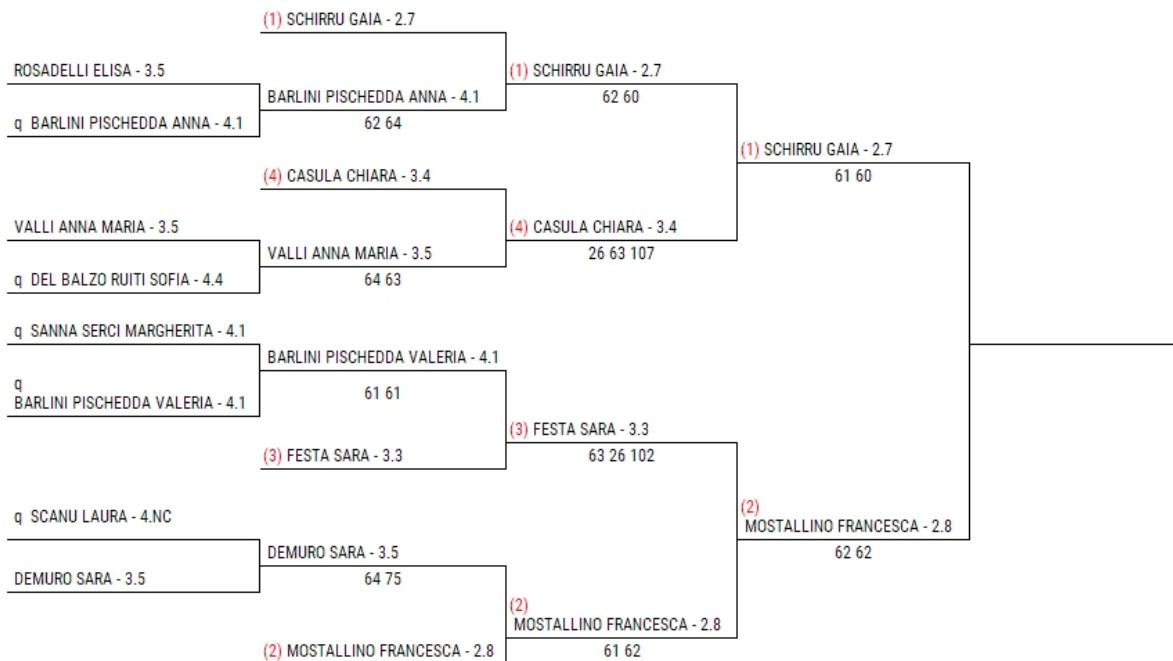 (1) SCHIRRU GAIA - 2.7
ROSADELLI ELISA - 3.5
(1) SCHIRRU GAIA - 2.7
62 60
BARLINI PISCHEDDA ANNA - 4.1
62 64
q BARLINI PISCHEDDA ANNA - 4.1
(1) SCHIRRU GAIA - 2.7
61 60
(4) CASULA CHIARA - 3.4
VALLI ANNA MARIA - 3.5
(4) CASULA CHIARA - 3.4
26 63 107
VALLI ANNA MARIA - 3.5
64 63
q DEL BALZO RUITI SOFIA - 4.4
q SANNA SERCI MARGHERITA - 4.1
BARLINI PISCHEDDA VALERIA - 4.1
61 61
q
BARLINI PISCHEDDA VALERIA - 4.1
(3) FESTA SARA - 3.3
63 26 102
(3) FESTA SARA - 3.3
(2)
MOSTALLINO FRANCESCA - 2.8
62 62
q SCANU LAURA - 4.NC
DEMURO SARA - 3.5
64 75
DEMURO SARA - 3.5
(2)
MOSTALLINO FRANCESCA - 2.8
61 62
(2) MOSTALLINO FRANCESCA - 2.8